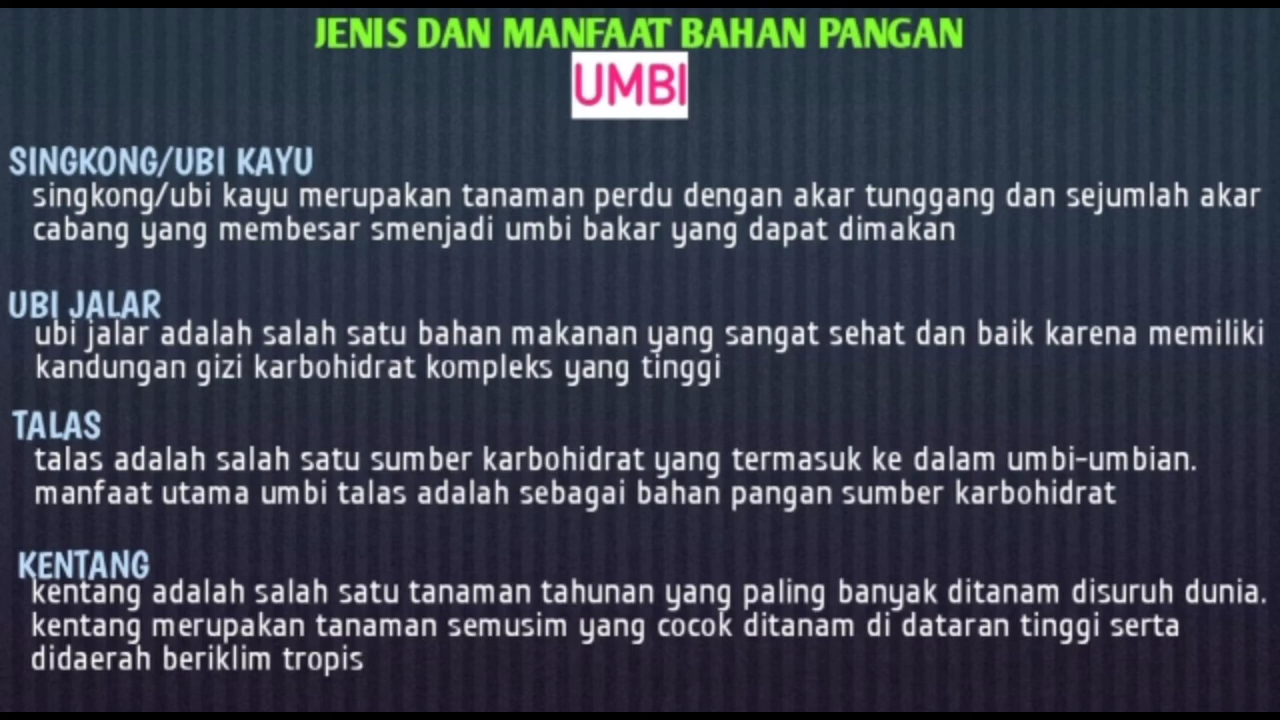 JENIS DAN MANFAAT BAHAN PANGAN
UMBI
SINGKONG/UBI KAYU
singkong/ubi kayu merupakan tanaman perdu dengan akar tunggang dan sejumlah akar
cabang yang membesar smenjadi umbi bakar yang dapat dimakan
UBI JALAR
ubi jalar adalah salah satu bahan makanan yang sangat sehat dan baik karena memiliki
kandungan gizi karbohidrat kompleks yang tinggi
TALAS
talas adalah salah satu sumber karbohidrat yang termasuk ke dalam umbi-umbian.
manfaat utama umbi talas adalah sebagai bahan pangan sumber karbohidrat
KENTANG
kentang adalah salah satu tanaman tahunan yang paling banyak ditanam disuruh dunia.
kentang merupakan tanaman semusim yang cocok ditanam di dataran tinggi serta
didaerah beriklim tropis